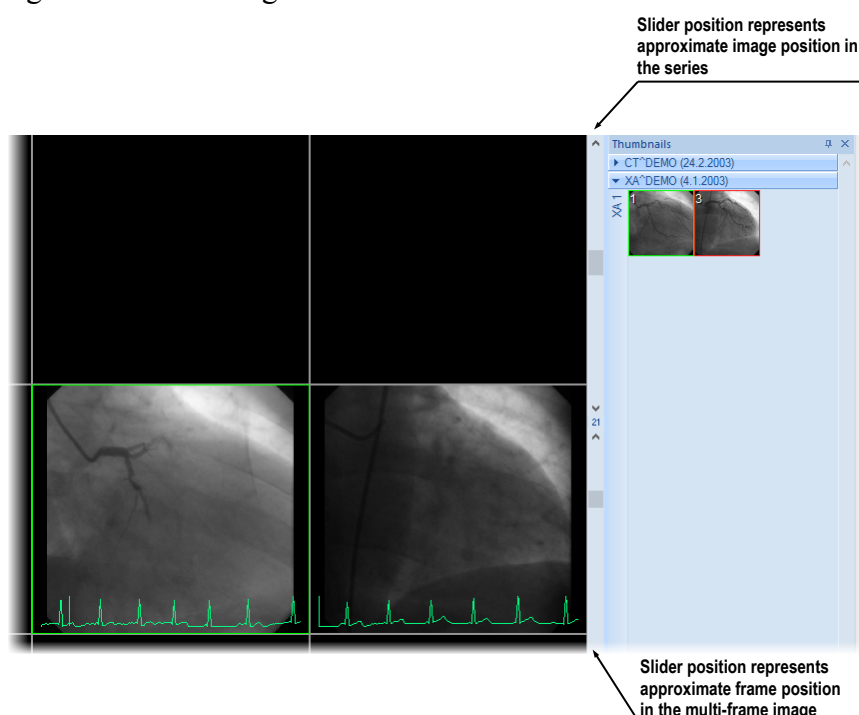 Slider position represents
approximate image position in
the series
Thumbnails
CT^DEMO (24.2.2003)
XA^DEMO (4.1.2003)
XA 1
1
3
21
Slider position represents
approximate frame position
in the multi-frame image